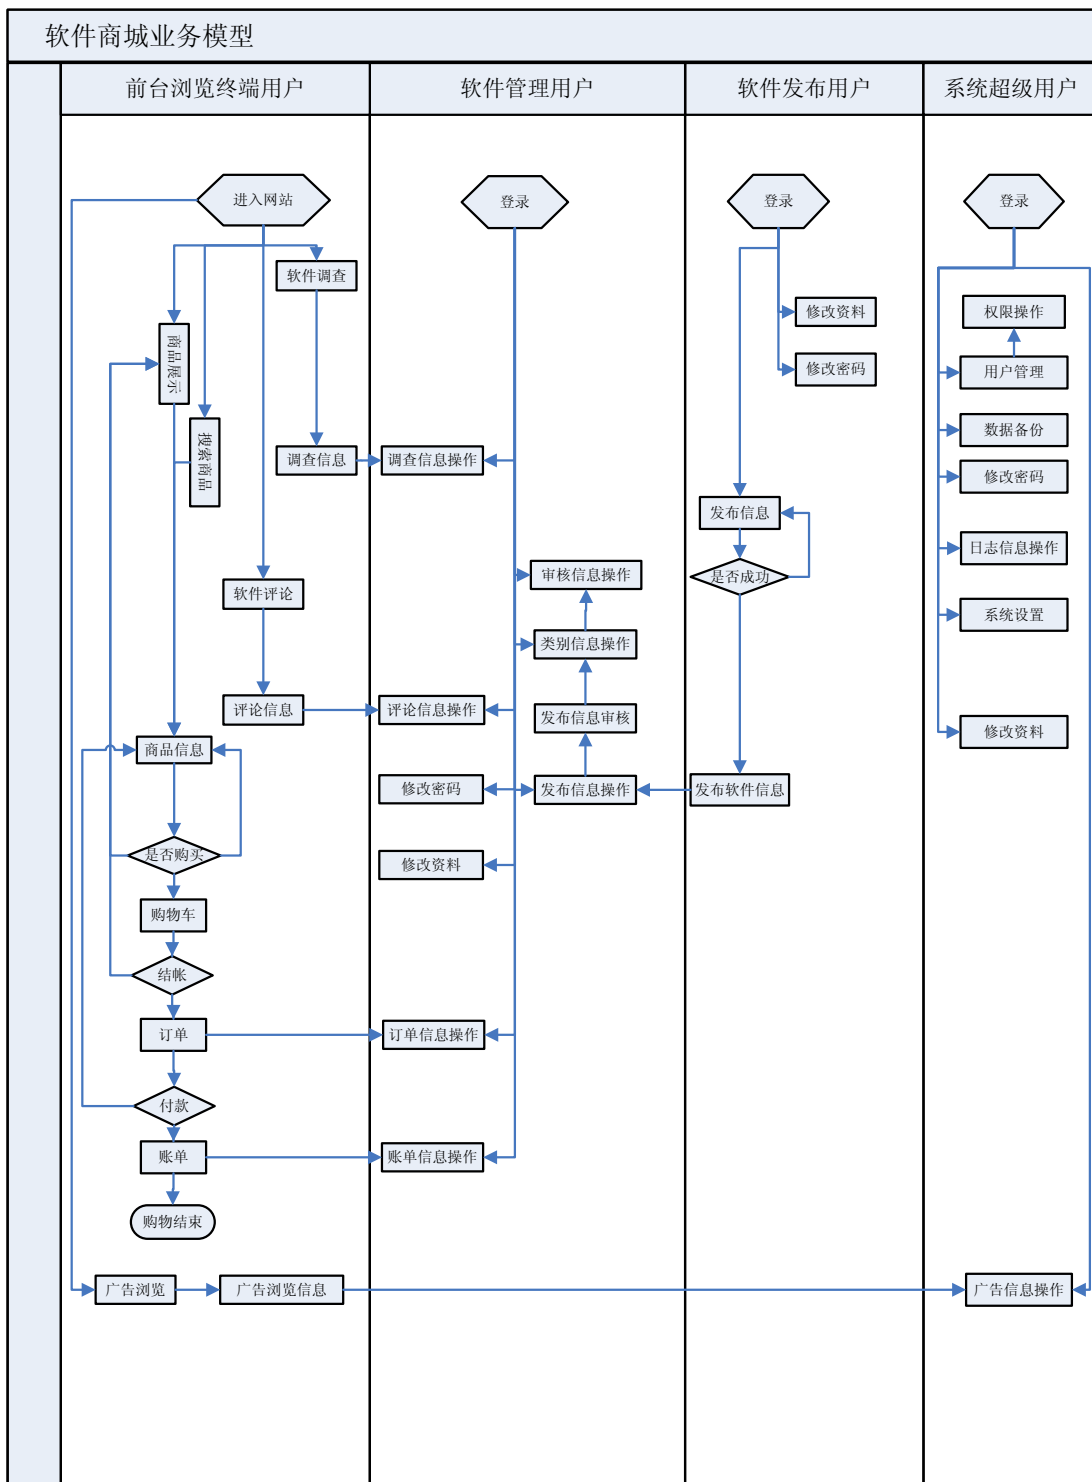 软件商城业务模型
前台浏览终端用户
软件管理用户
软件发布用户
系统超级用户
进入网站
登录
登录
登录
软件调查
修改资料
权限操作
商品展示
修改密码
用户管理
搜索商品
数据备份
调查信息
调查信息操作
修改密码
发布信息
日志信息操作
审核信息操作
是否成功
软件评论
系统设置
类别信息操作
评论信息
评论信息操作
发布信息审核
修改资料
商品信息
修改密码
发布信息操作
发布软件信息
是否购买
修改资料
购物车
结帐
订单
订单信息操作
付款
账单
账单信息操作
购物结束
广告浏览
广告浏览信息
广告信息操作